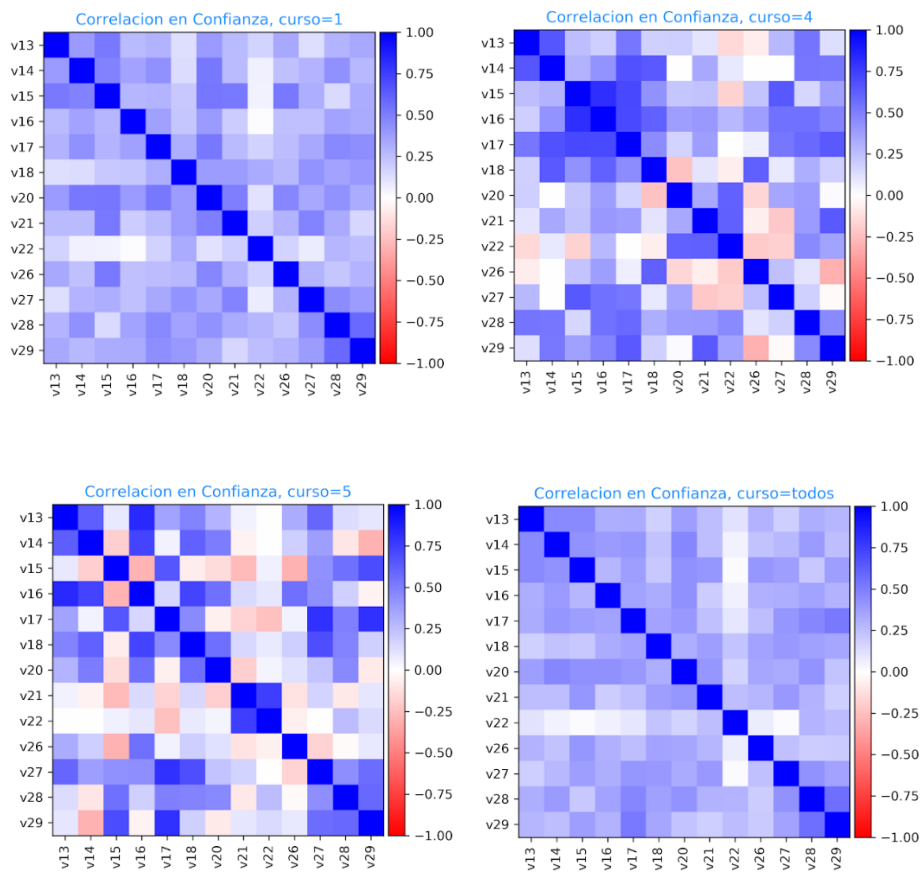 Correlacion en Confianza, curso=1
v13
v14
v15
v16
v17
v18
v20
v21
v22
v26
v27
v28
v29
v13 v14 v15 v16 v17 v18 v20 v21 v22 v26 v27 v28 v29
1.00
0.75
0.50
0.25
0.00
−0.25
−0.50
−0.75
−1.00
Correlacion en Confianza, curso=4
v13
v14
v15
v16
v17
v18
v20
v21
v22
v26
v27
v28
v29
v13 v14 v15 v16 v17 v18 v20 v21 v22 v26 v27 v28 v29
1.00
0.75
0.50
0.25
0.00
−0.25
−0.50
−0.75
−1.00
Correlacion en Confianza, curso=5
v13
v14
v15
v16
v17
v18
v20
v21
v22
v26
v27
v28
v29
v13 v14 v15 v16 v17 v18 v20 v21 v22 v26 v27 v28 v29
1.00
0.75
0.50
0.25
0.00
−0.25
−0.50
−0.75
−1.00
Correlacion en Confianza, curso=todos
v13
v14
v15
v16
v17
v18
v20
v21
v22
v26
v27
v28
v29
v13 v14 v15 v16 v17 v18 v20 v21 v22 v26 v27 v28 v29
1.00
0.75
0.50
0.25
0.00
−0.25
−0.50
−0.75
−1.00